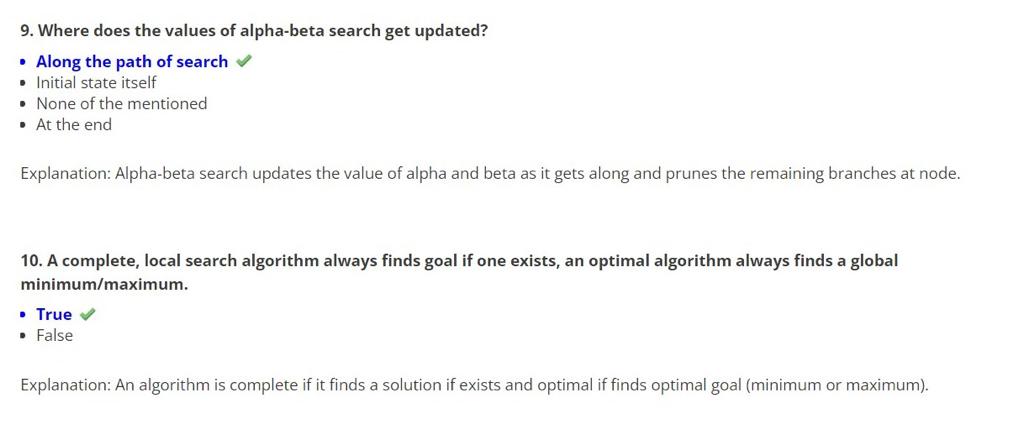 9. Where does the values of alpha-beta search get updated?
• Along the path of search
• Initial state itself
• None of the mentioned
• At the end
Explanation: Alpha-beta search updates the value of alpha and beta as it gets along and prunes the remaining branches at node.
10. A complete, local search algorithm always finds goal if one exists, an optimal algorithm always finds a global
minimum/maximum.
• True
• False
Explanation: An algorithm is complete if it finds a solution if exists and optimal if finds optimal goal (minimum or maximum).